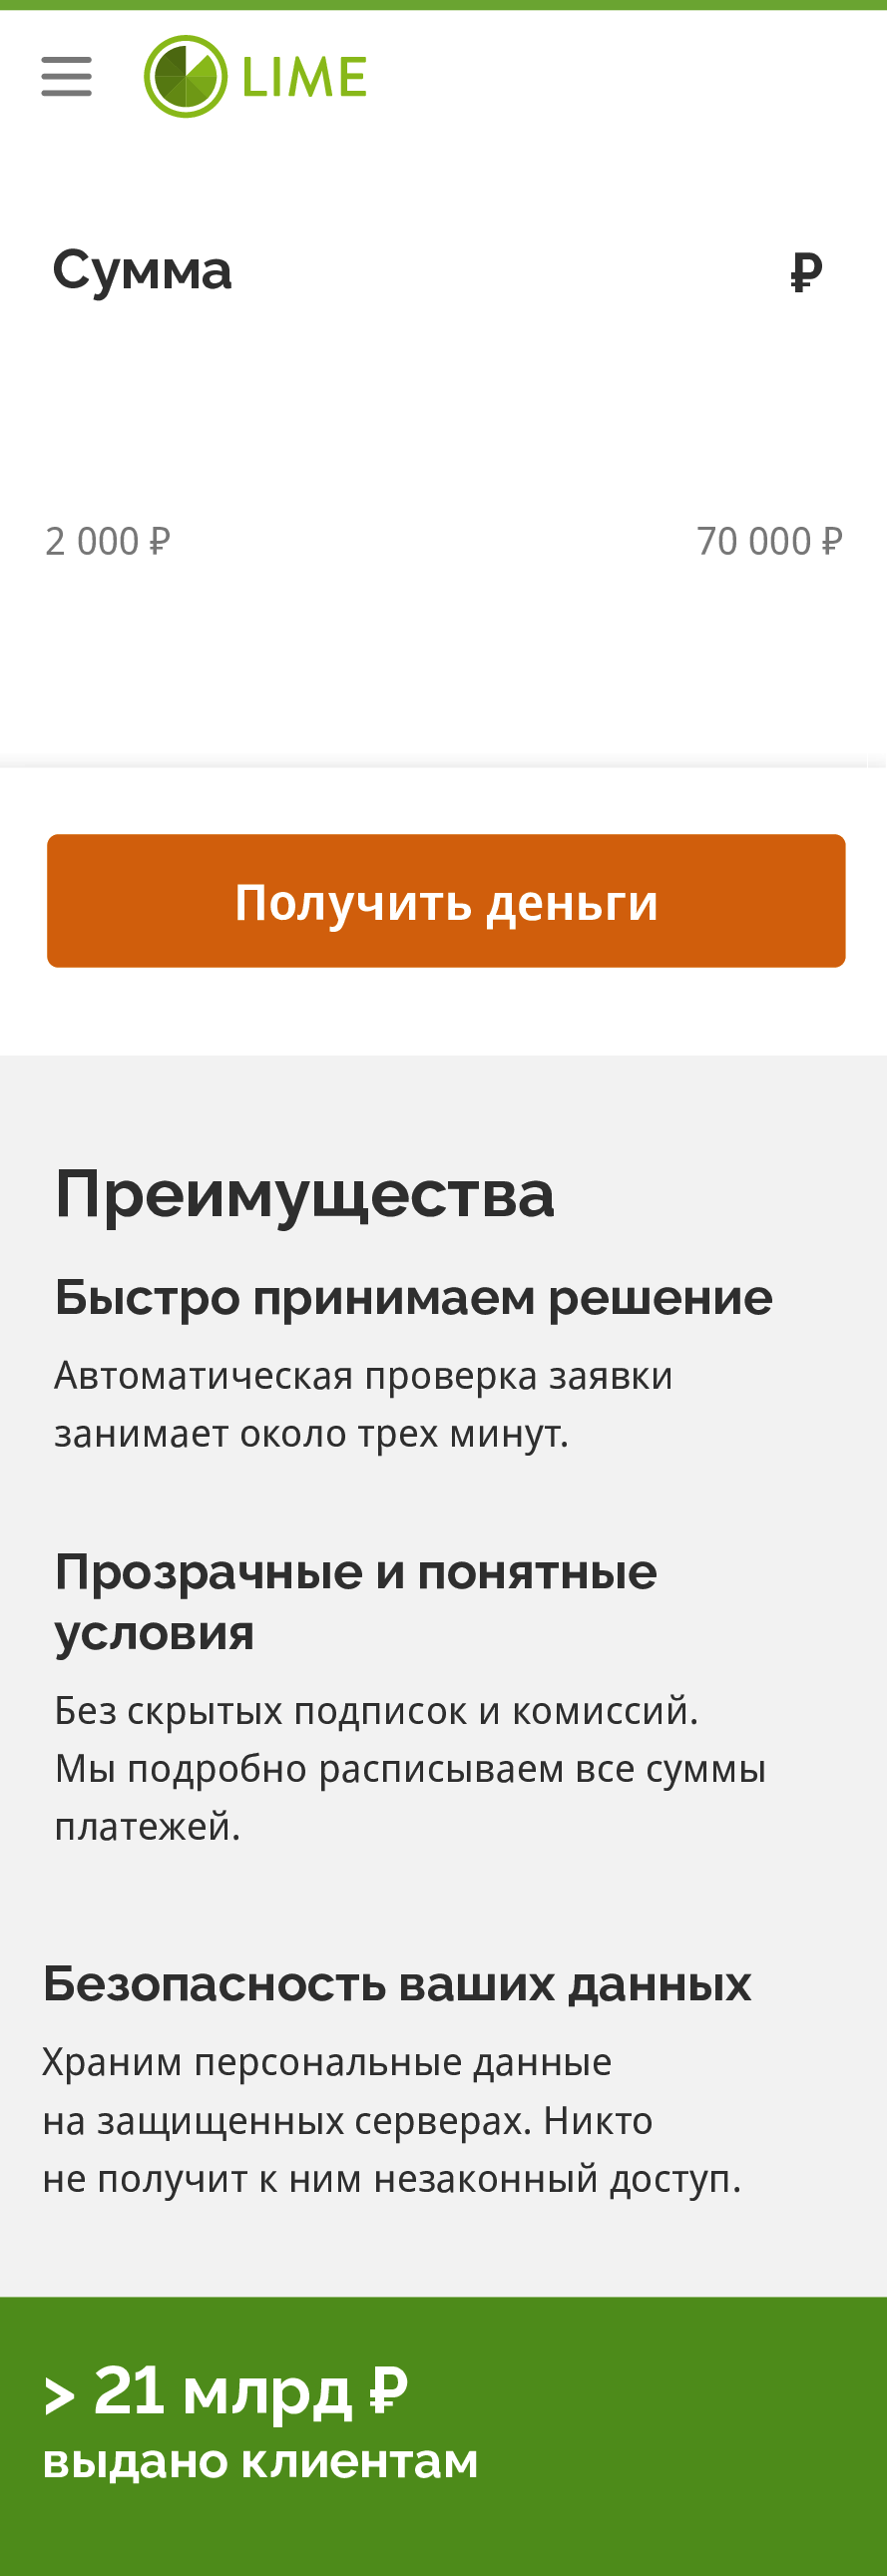 LIME
Сумма ₽
2 000 ₽ 70 000 ₽
Получить деньги
Преимущества
Быстро принимаем решение
Автоматическая проверка заявки
занимает около трех минут.
Прозрачные и понятные
условия
Без скрытых подписок и комиссий.
Мы подробно расписываем все суммы
платежей.
Безопасность ваших данных
Храним персональные данные
на защищенных серверах. Никто
не получит к ним незаконный доступ.
> 21 млрд ₽
выдано клиентам